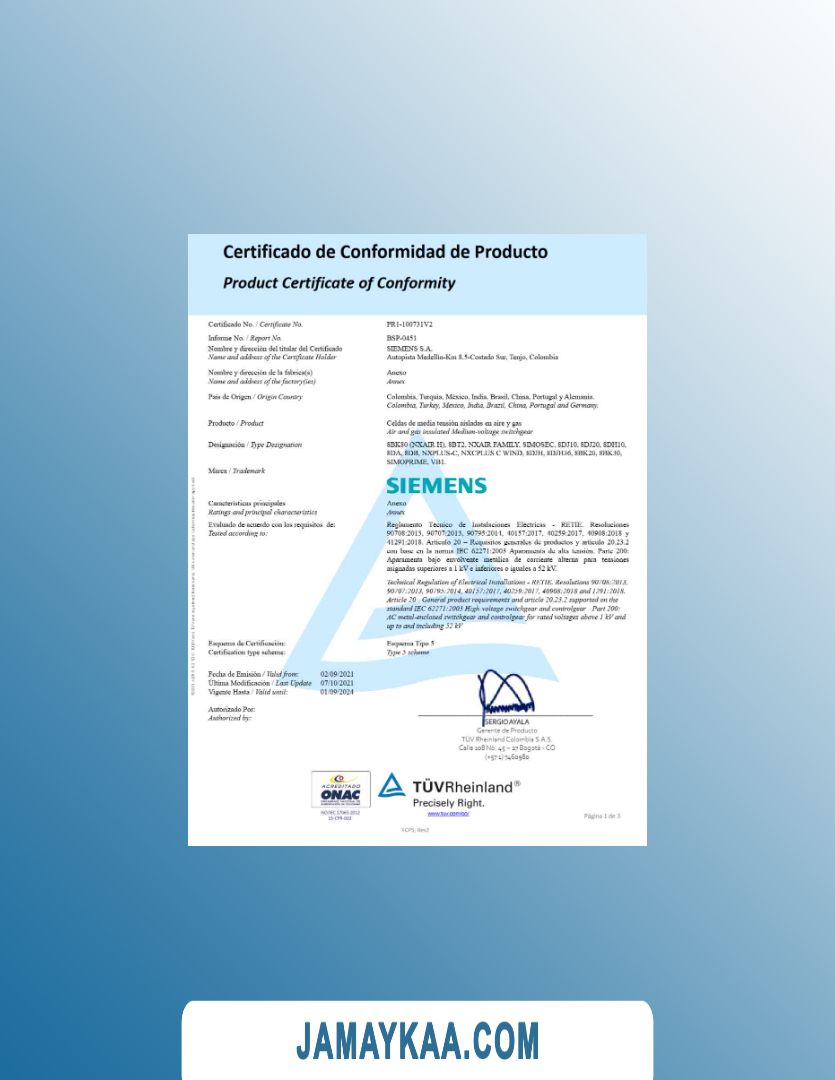 Certificado de Conformidad de Producto
Product Certificate of Conformity
Certificado No. / Certificate No. PR1-100731V2
Informe No. / Report No. BSP-0451
Nombre y dirección del titular del Certificado SIEMENS S.A.
Name and address of the Certificate Holder Autopista Medellín-Km 8.5-Costado Sur, Tenjo, Colombia
Nombre y dirección de la fábrica(s) Anexo
Name and address of the factory(ies) Annex
País de Origen / Origin Country Colombia, Turquía, México, India, Brasil, China, Portugal y Alemania.
Colombia, Turkey, Mexico, India, Brazil, China, Portugal and Germany.
Producto / Product Celdas de media tensión aislados en aire y gas
Air and gas insulated Medium-voltage switchgear
Designación / Type Designation 8BK80 (NXAIR H), 8BT2, NXAIR FAMILY, SIMOSEC, 8DJ10, 8DJ20, 8DH10,
8DA, 8DB, NXPLUS-C, NXCPLUS C WIND, 8DJH, 8DJH36, 8BK20, 8BK30,
SIMOPRIME, VB1.
Marca / Trademark
SIEMENS
Características principales Anexo
Ratings and principal characteristics Annex
Evaluado de acuerdo con los requisitos de: Reglamento Técnico de Instalaciones Eléctricas - RETIE. Resoluciones
Tested according to: 90708:2013, 90707:2013, 90795:2014, 40157:2017, 40259:2017, 40908:2018 y
41291:2018. Artículo 20 – Requisitos generales de productos y artículo 20.23.2
con base en la norma IEC 62271:2003 Aparamenta de alta tensión. Parte 200:
Aparamenta bajo envolvente metálica de corriente alterna para tensiones
asignadas superiores a 1 kV e inferiores o iguales a 52 kV.
Technical Regulation of Electrical Installations - RETIE. Resolutions 90708:2013,
90707:2013, 90795:2014, 40157:2017, 40259:2017, 40908:2018 and 1291:2018.
Article 20 - General product requirements and article 20.23.2 supported on the
standard IEC 62271:2003 High voltage switchgear and controlgear - Part 200:
AC metal-enclosed switchgear and controlgear for rated voltages above 1 kV and
up to and including 52 kV
Esquema de Certificación: Esquema Tipo 5
Certification type scheme: Type 5 scheme
Fecha de Emisión / Valid from: 02/09/2021
Última Modificación / Last Update 07/10/2021
Vigente Hasta / Valid until: 01/09/2024
Autorizado Por:
Authorized by:
SERGIO AYALA
Gerente de Producto
TÜV Rheinland Colombia S.A.S.
Calle 108 No. 45 – 27 Bogotá - CO
(+57 1) 7460980
ACREDITADO
ONAC
ISO/IEC 17065:2012
15-CPR-002
TÜVRheinland®
Precisely Right.
www.tuv.com/co/
Página 1 de 3
F-CPS, Rev2
JAMAYKAA.COM